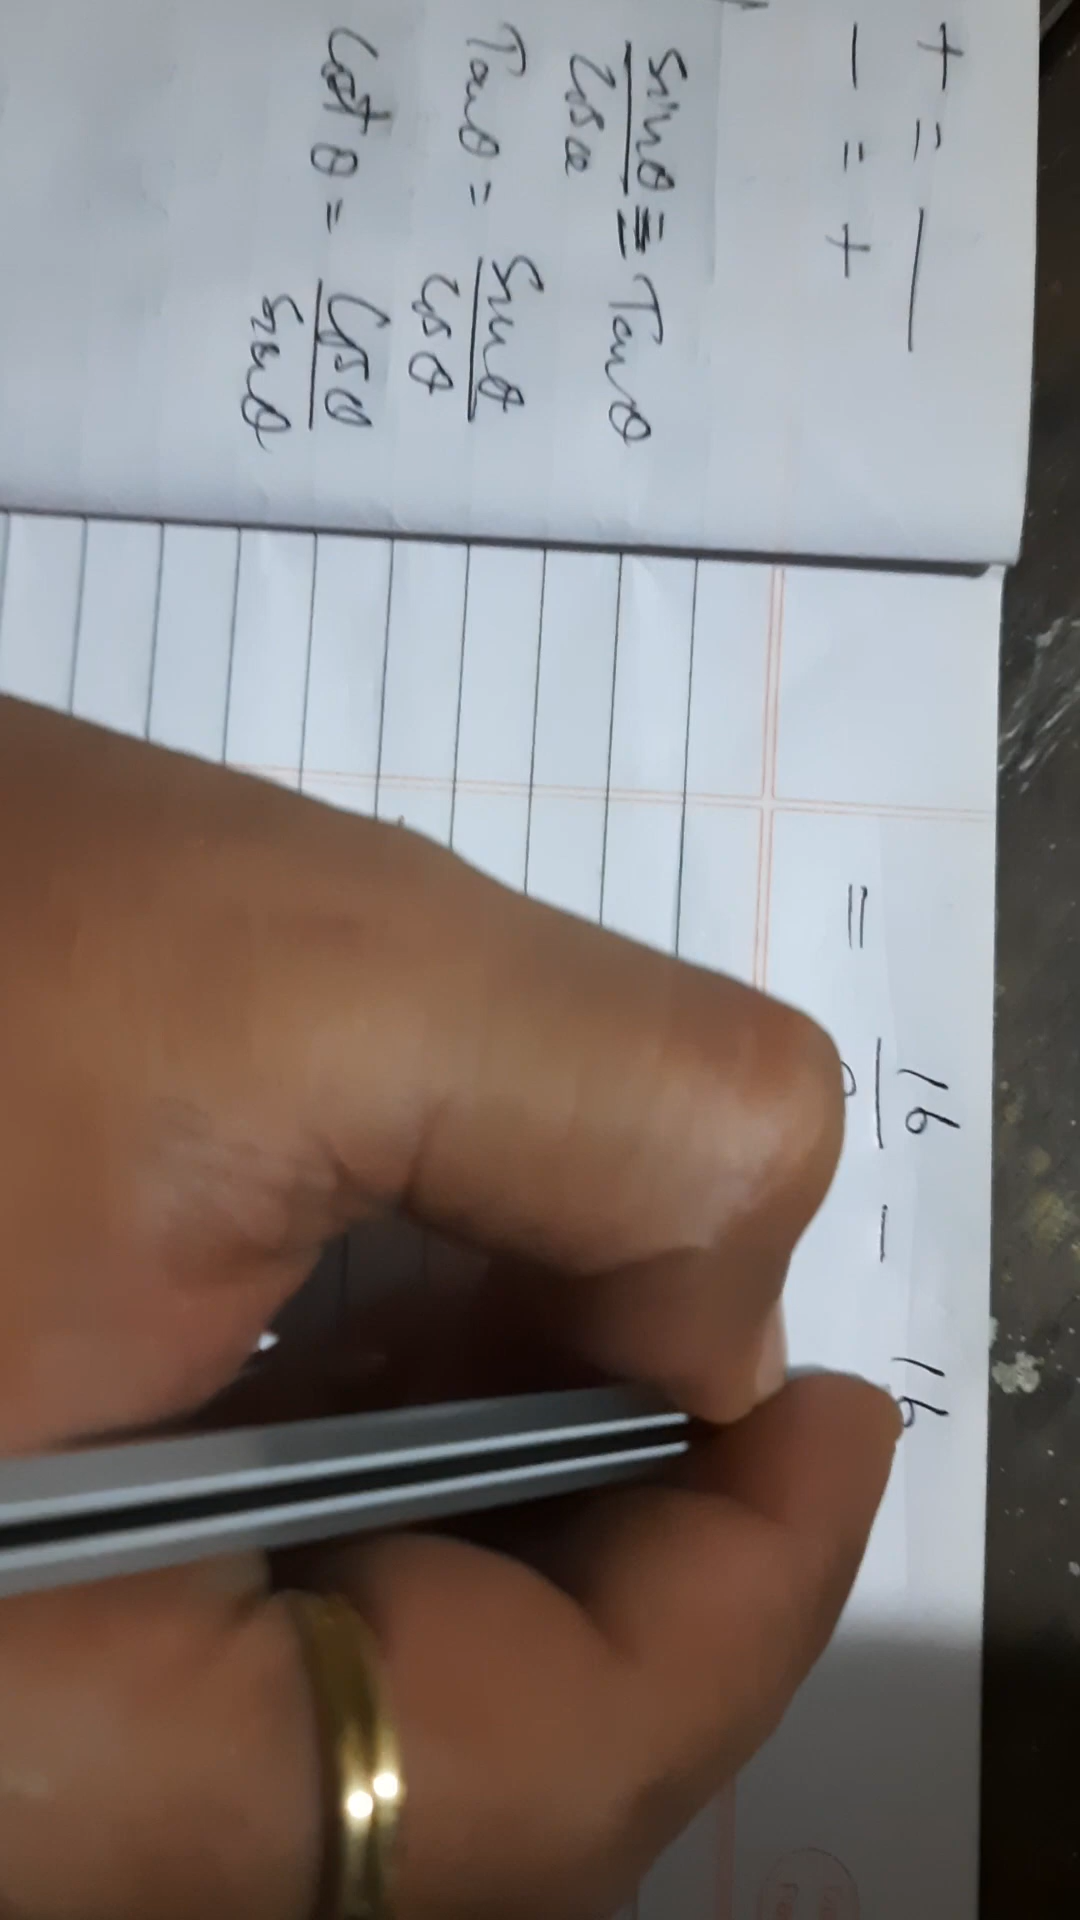 + = —
— = +
Sinθ / Cosθ = Tanθ
Tanθ = Sinθ / Cosθ
Cotθ = Cosθ / Sinθ
= 16 — 16